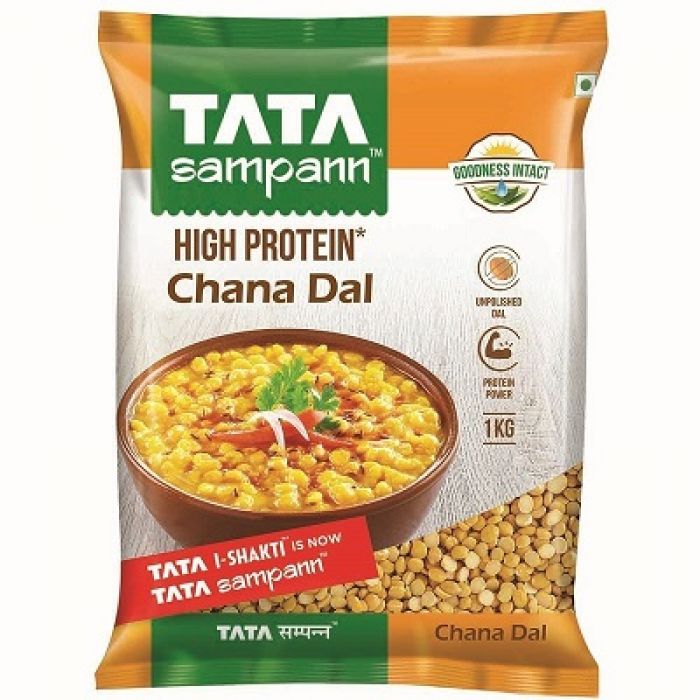 TATA
sampann™
GOODNESS INTACT
HIGH PROTEIN*
Chana Dal
UNPOLISHED
DAL
PROTEIN
POWER
1KG
TATA I-SHAKTI™ IS NOW
TATA sampann™
TATA सम्पन्न™
Chana Dal